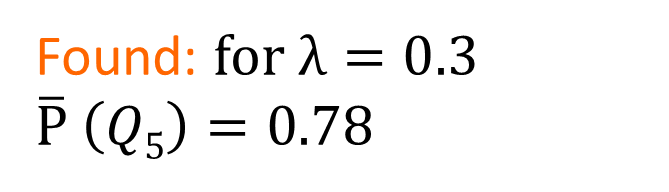 Found: for λ = 0.3
P̅ (Q₅) = 0.78